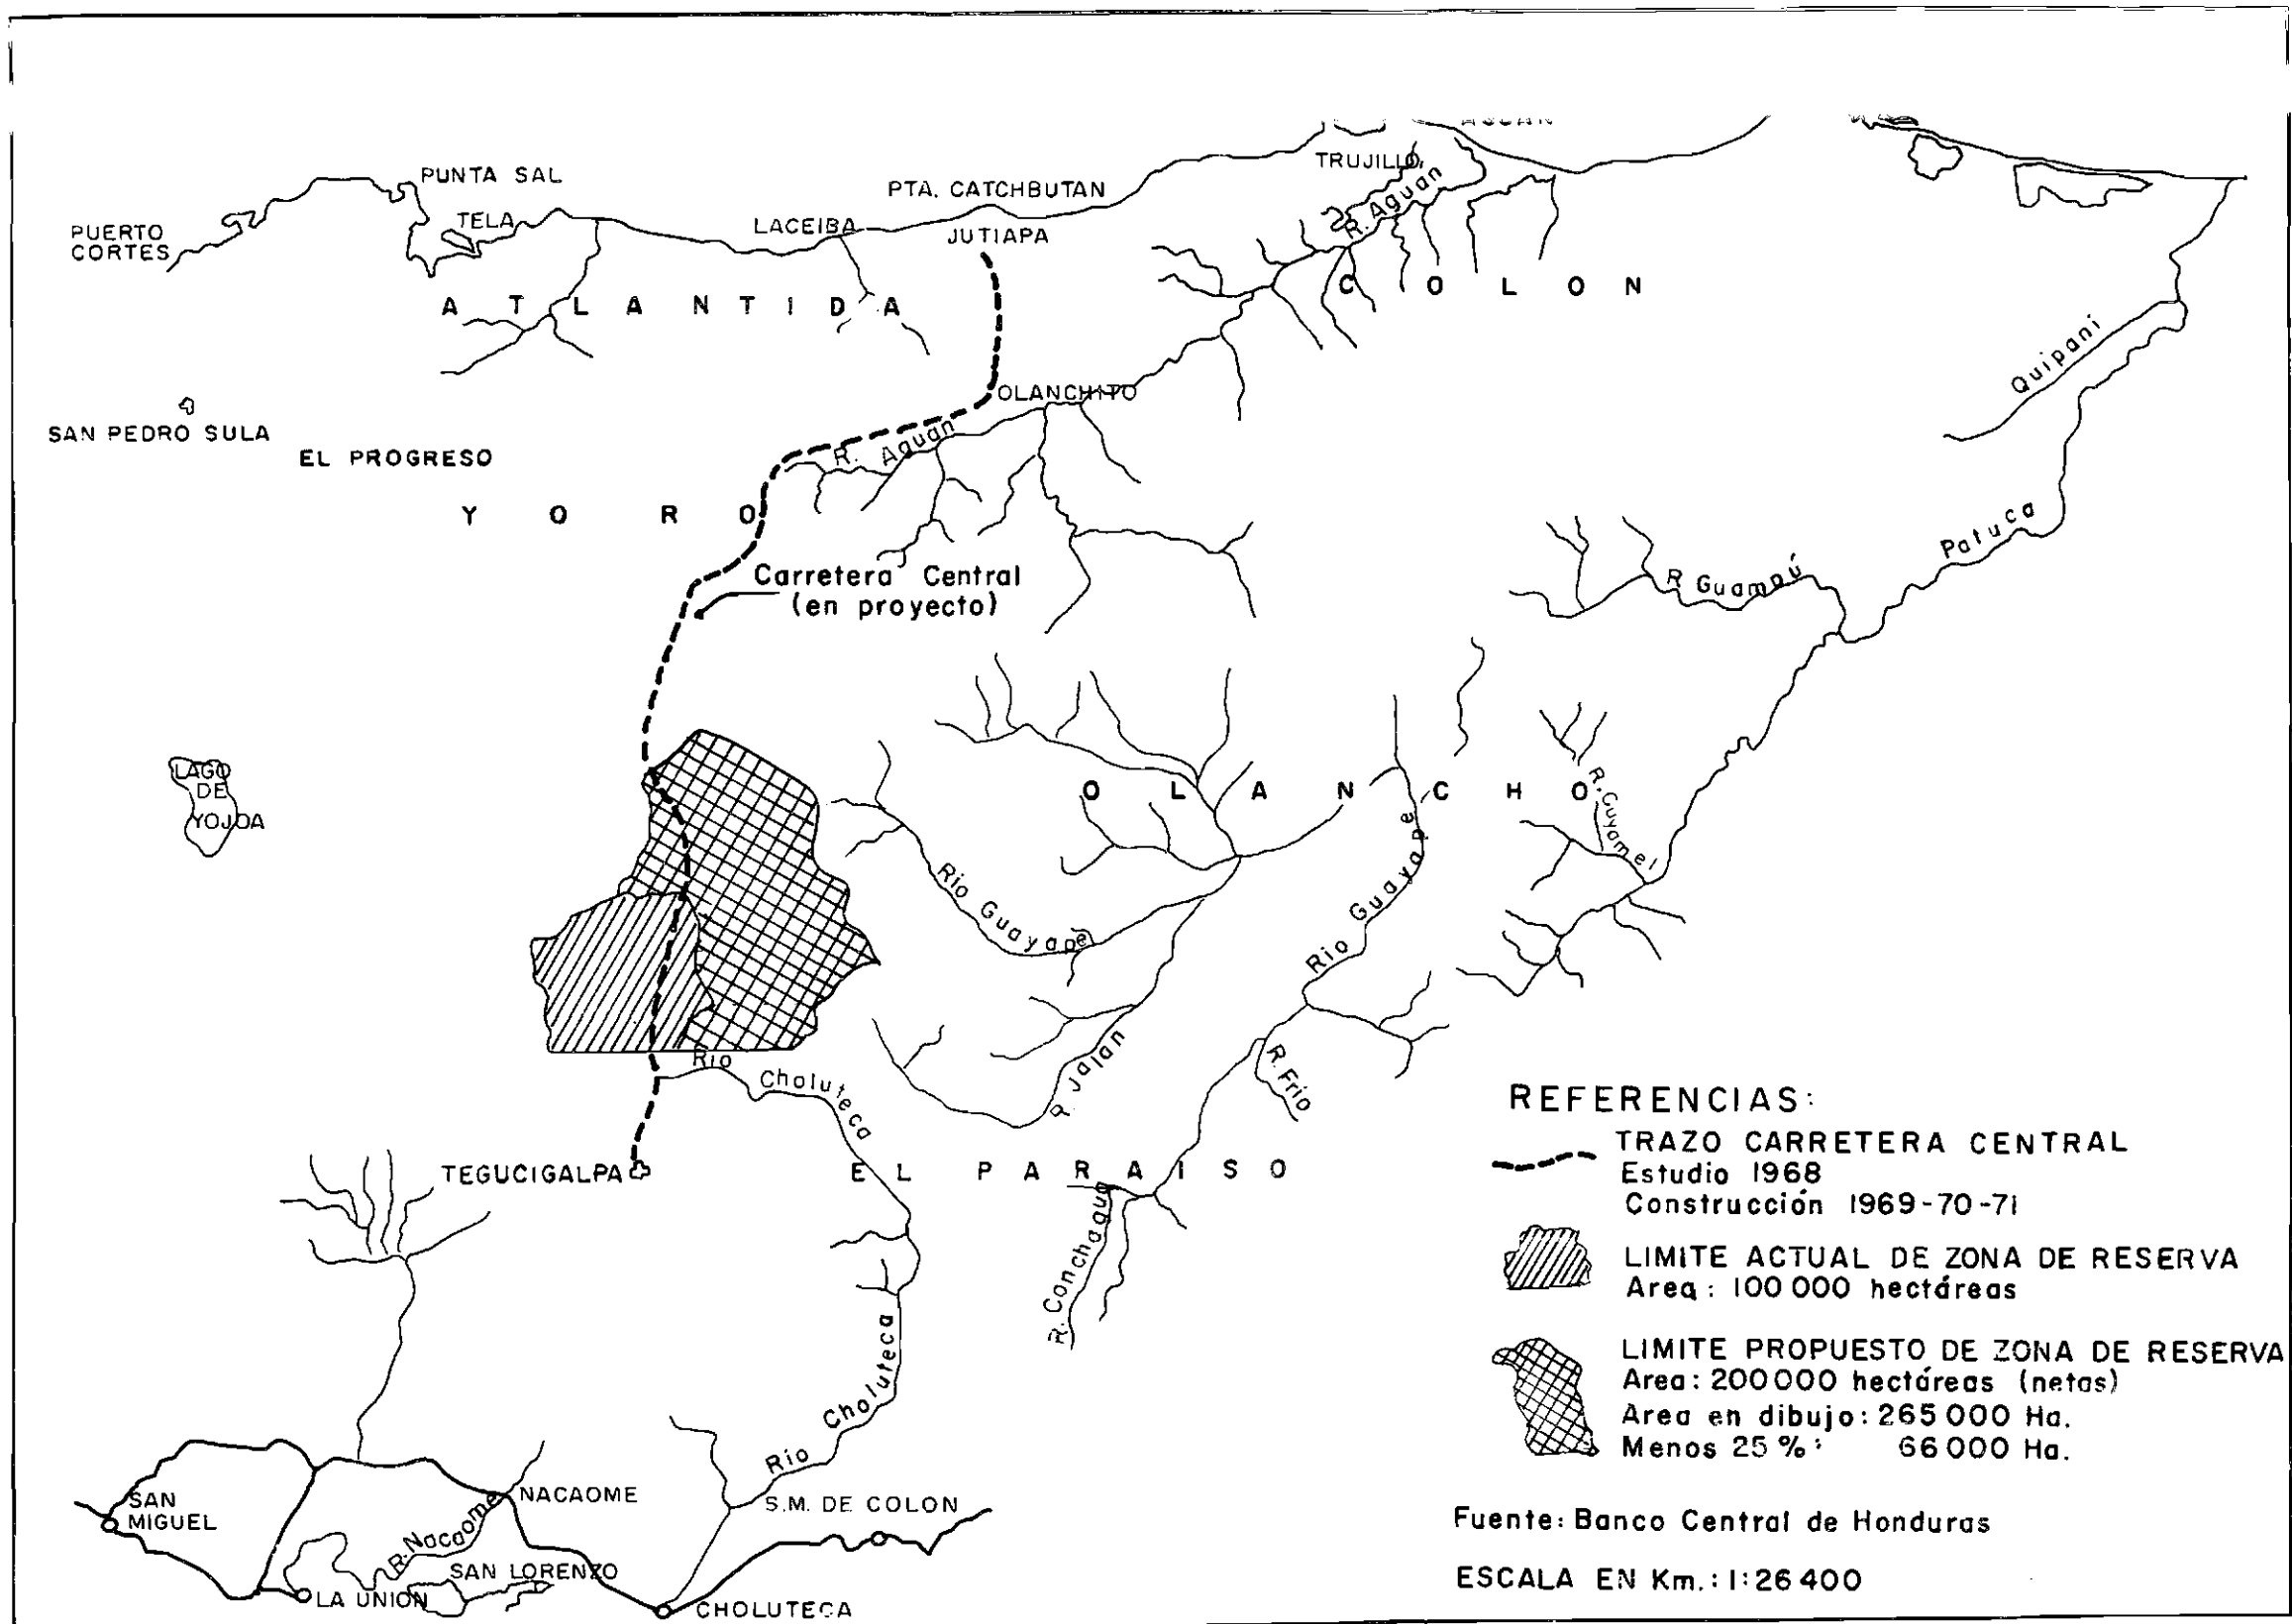 PUNTA SAL
PUERTO
CORTES
TELA
LACEIBA
PTA. CATCHBUTAN
JUTIAPA
TRUJILLO
R. Aguan
A T L A N T I D A
C O L O N
Quipani
OLANCHITO
SAN PEDRO SULA
EL PROGRESO
R. Aguan
Y O R O
Patuca
Carretera Central
(en proyecto)
R Guampú
LAGO
DE
YOJOA
O L A N C H O
R. Cuyamel
Río Guayape
Rio Guayape
R. Jalan
R. Frío
Rio Choluteca
TEGUCIGALPA
E L P A R A I S O
R. Conchagua
Río Choluteca
SAN
MIGUEL
NACAOME
R. Nacaome
S.M. DE COLON
SAN LORENZO
LA UNION
CHOLUTECA
REFERENCIAS:
TRAZO CARRETERA CENTRAL
Estudio 1968
Construcción 1969-70-71
LIMITE ACTUAL DE ZONA DE RESERVA
Area: 100 000 hectáreas
LIMITE PROPUESTO DE ZONA DE RESERVA
Area: 200 000 hectáreas (netas)
Area en dibujo: 265 000 Ha.
Menos 25 %: 66 000 Ha.
Fuente: Banco Central de Honduras
ESCALA EN Km.: 1:26 400